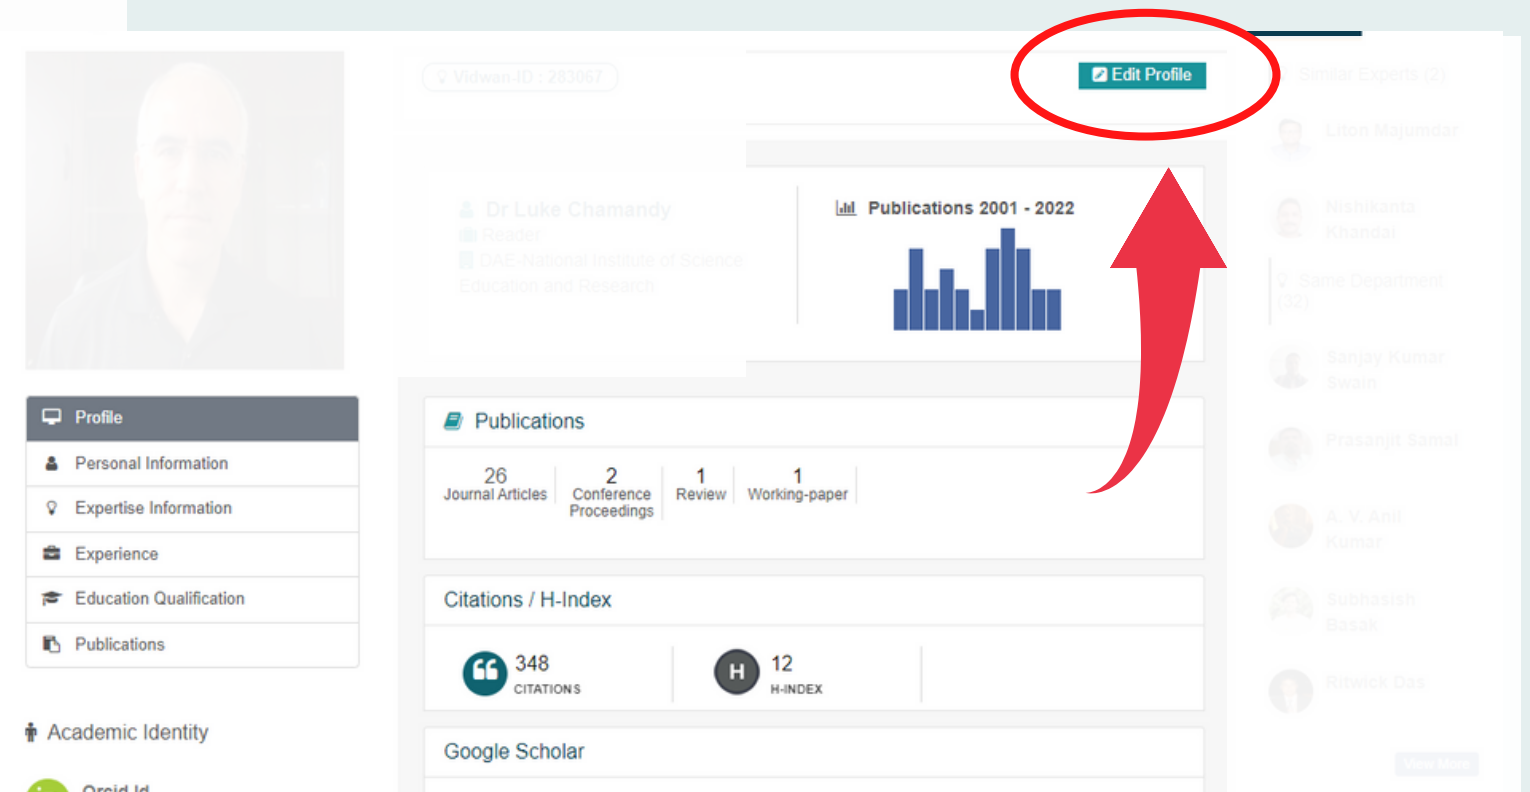 Vidwan-ID : 283067
Edit Profile
Similar Experts (2)
Liton Majumdar
Nishikanta
Khandai
Same Department
(32)
Sanjay Kumar
Swain
Prasanjit Samal
A. V. Anil
Kumar
Subhasish
Basak
Ritwick Das
View More
Dr Luke Chamandy
Reader
DAE-National Institute of Science
Education and Research
Publications 2001 - 2022
Profile
Personal Information
Expertise Information
Experience
Education Qualification
Publications
Academic Identity
Orcid Id
Publications
26
Journal Articles
2
Conference
Proceedings
1
Review
1
Working-paper
Citations / H-Index
348
CITATIONS
H
12
H-INDEX
Google Scholar